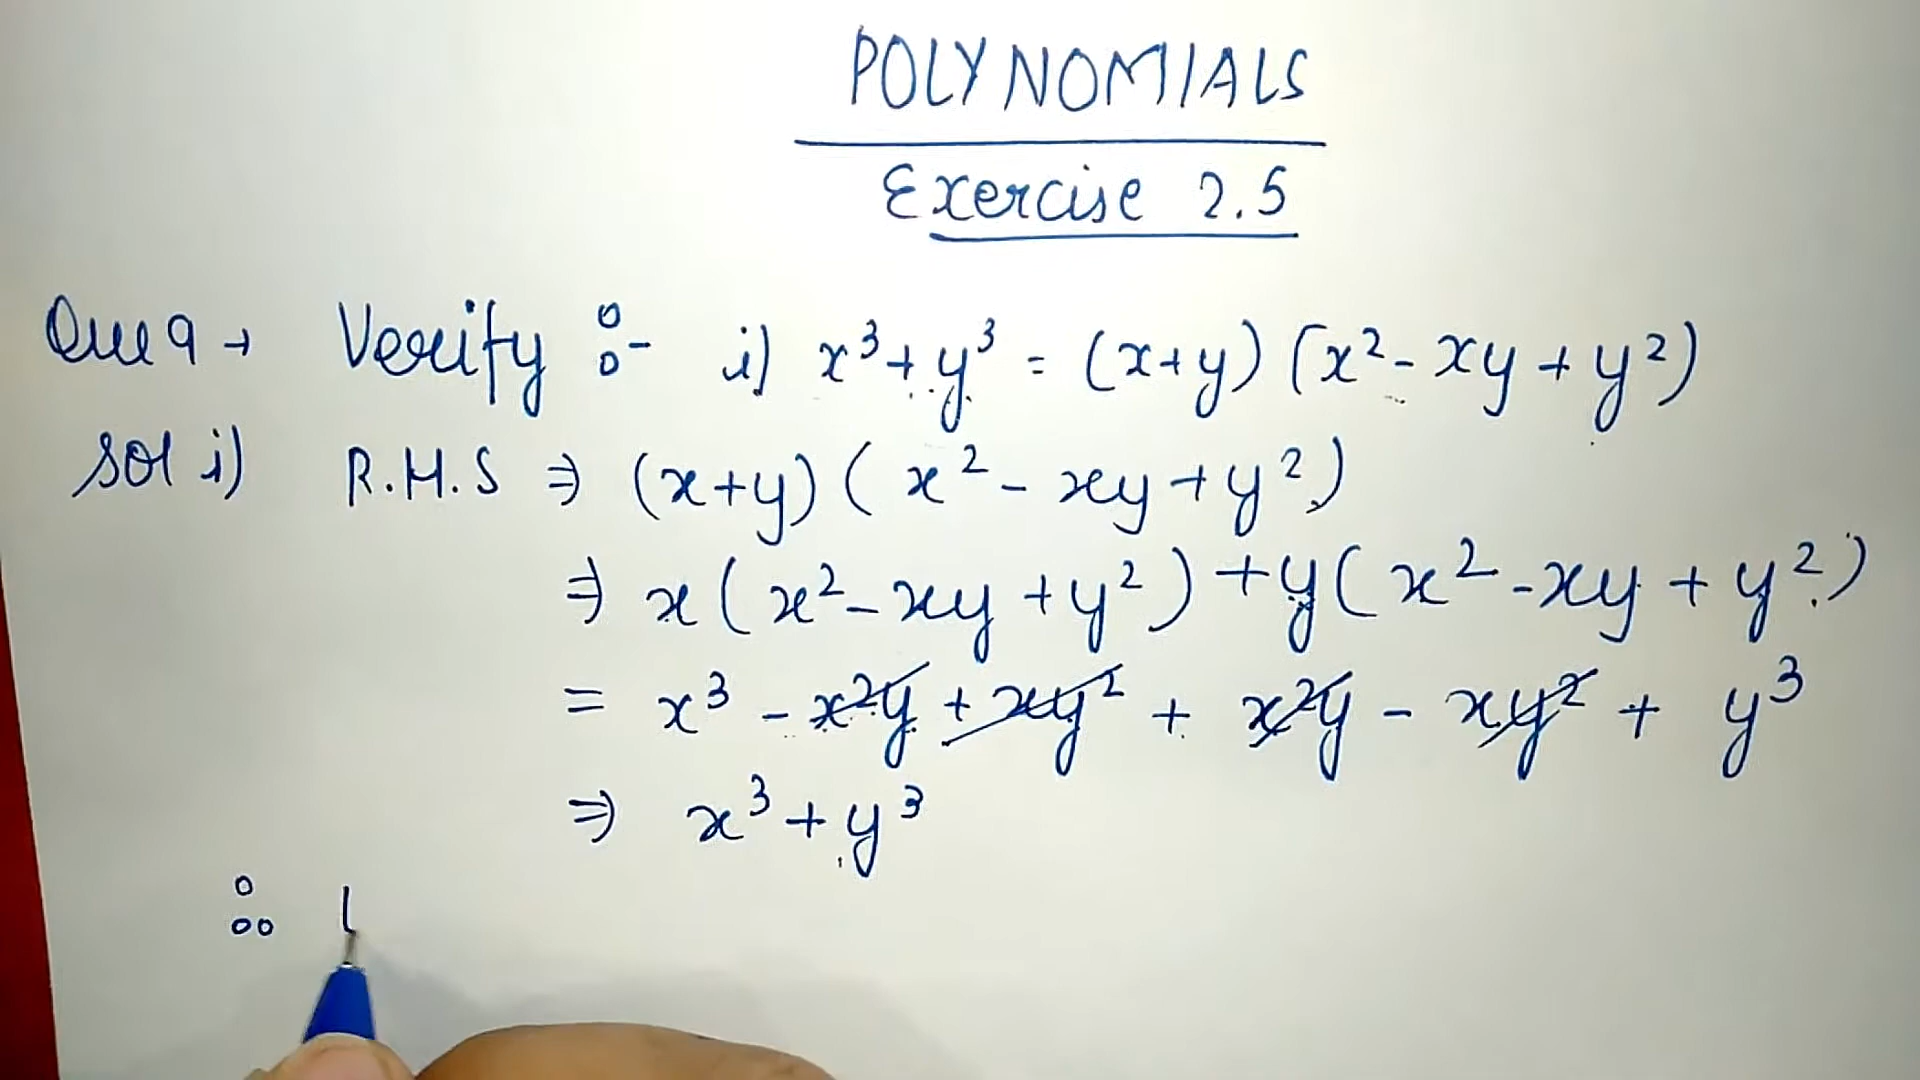 POLYNOMIALS
Exercise 2.5
Que 9 → Verify :- i) x³ + y³ = (x+y) (x² - xy + y²)
Sol i) R.H.S ⇒ (x+y) ( x² - xy + y²)
⇒ x ( x² - xy + y² ) + y ( x² - xy + y² )
= x³ - x²y + xy² + x²y - xy² + y³
⇒ x³ + y³
∴ L